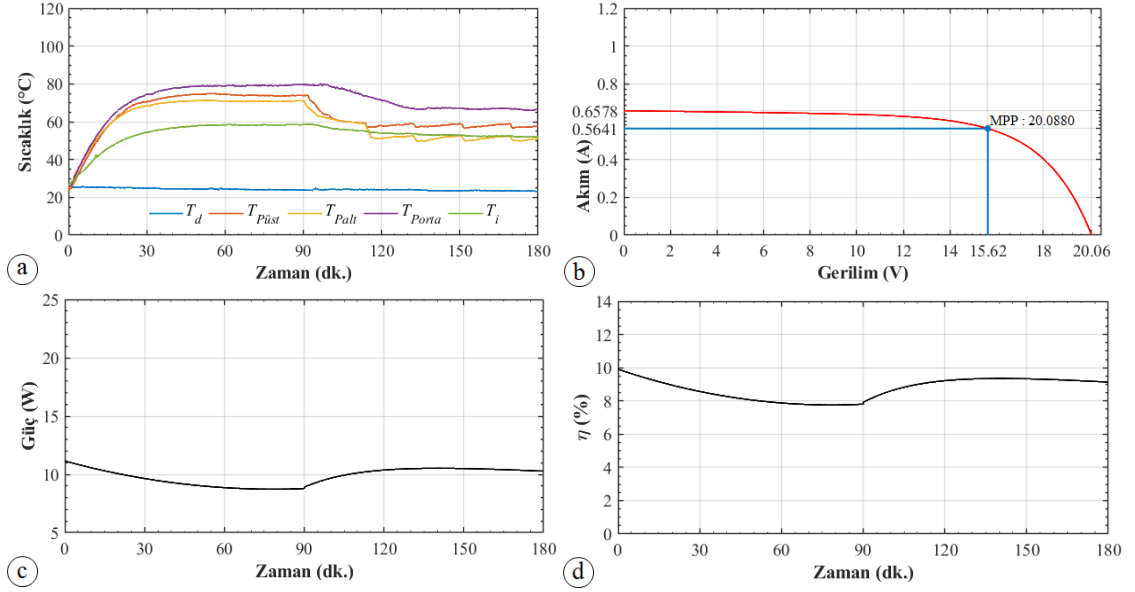 120
100
80
60
40
20
0
Sıcaklık (°C)
0 30 60 90 120 150 180
Zaman (dk.)
T_d T_Püst T_Palt T_Porta T_i
a
1.2
1
0.8
0.6578
0.5641
0.4
0.2
0
Akım (A)
MPP : 20.0880
0 2 4 6 8 10 12 14 15.62 18 20.06
Gerilim (V)
b
25
20
15
10
5
Güç (W)
0 30 60 90 120 150 180
Zaman (dk.)
c
14
12
10
8
6
4
2
0
η (%)
0 30 60 90 120 150 180
Zaman (dk.)
d